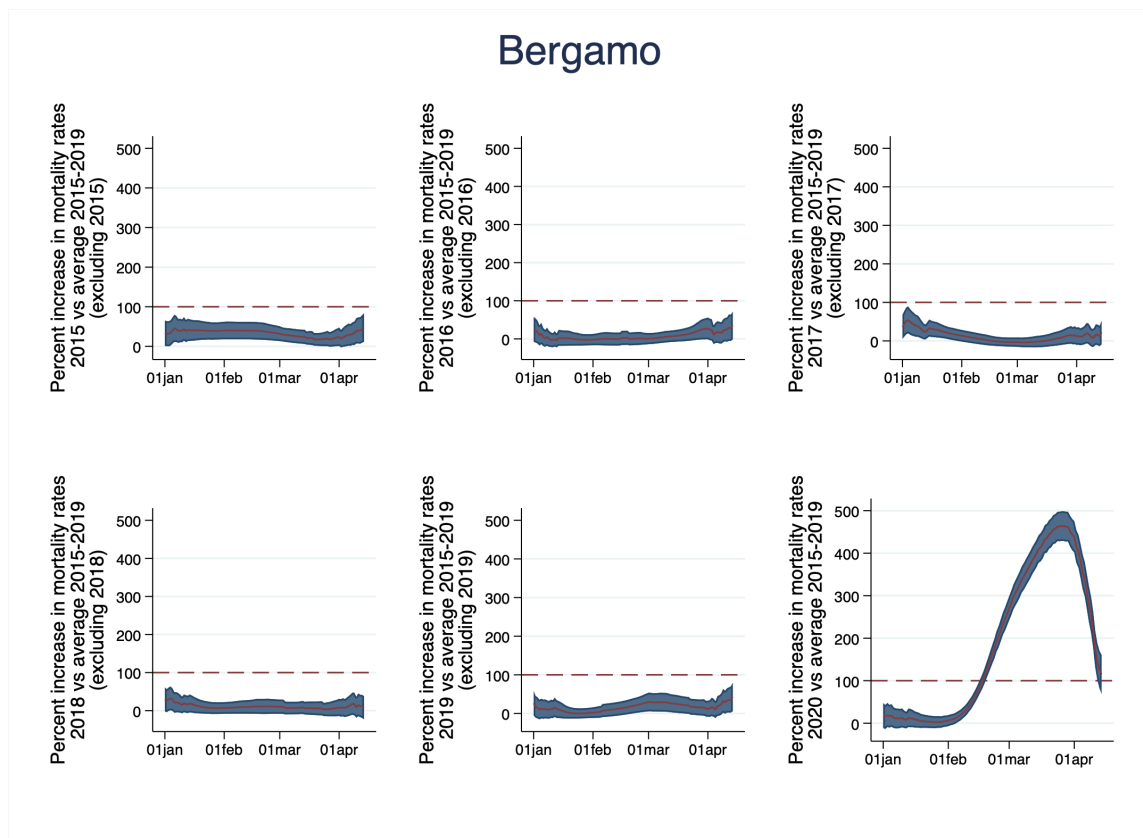 Bergamo
Percent increase in mortality rates
2015 vs average 2015-2019
(excluding 2015)
500
400
300
200
100
0
01jan 01feb 01mar 01apr
Percent increase in mortality rates
2016 vs average 2015-2019
(excluding 2016)
500
400
300
200
100
0
01jan 01feb 01mar 01apr
Percent increase in mortality rates
2017 vs average 2015-2019
(excluding 2017)
500
400
300
200
100
0
01jan 01feb 01mar 01apr
Percent increase in mortality rates
2018 vs average 2015-2019
(excluding 2018)
500
400
300
200
100
0
01jan 01feb 01mar 01apr
Percent increase in mortality rates
2019 vs average 2015-2019
(excluding 2019)
500
400
300
200
100
0
01jan 01feb 01mar 01apr
Percent increase in mortality rates
2020 vs average 2015-2019
500
400
300
200
100
0
01jan 01feb 01mar 01apr